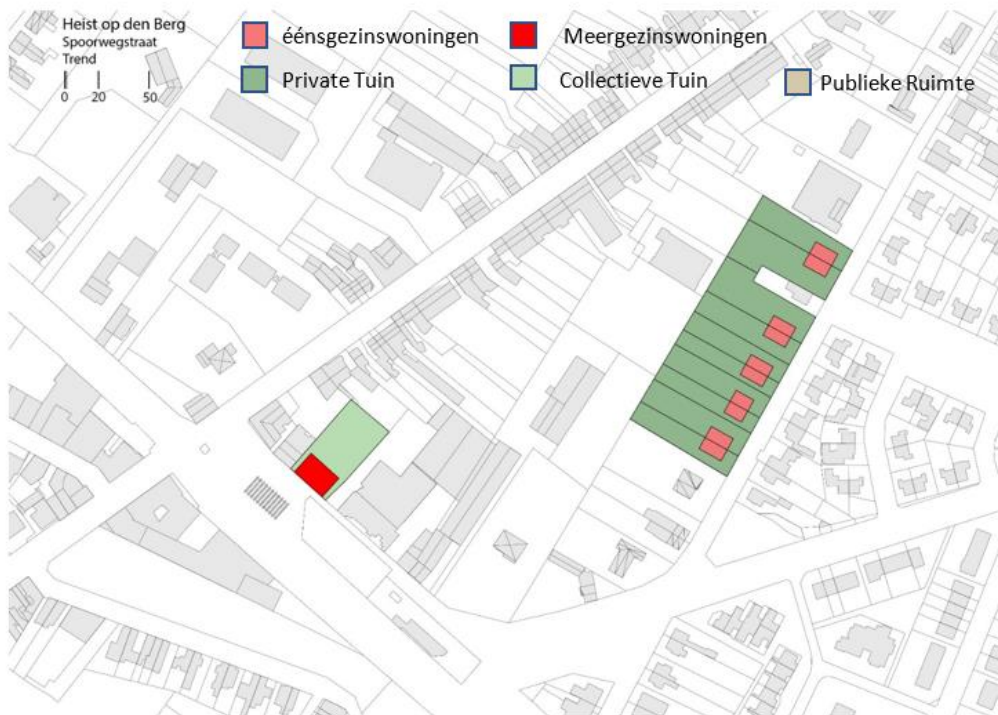 Heist op den Berg
Spoorwegstraat
Trend
0 20 50
éénsgezinswoningen
Meergezinswoningen
Private Tuin
Collectieve Tuin
Publieke Ruimte